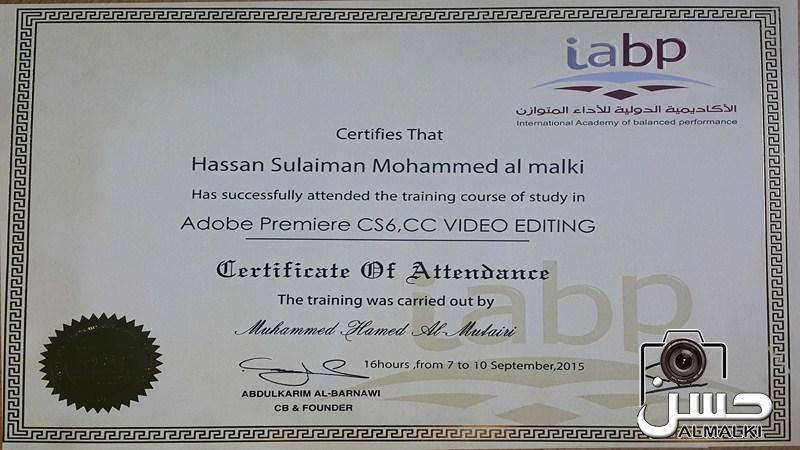 iabp
الأكاديمية الدولية للأداء المتوازن
International Academy of balanced performance
Certifies That
Hassan Sulaiman Mohammed al malki
Has successfully attended the training course of study in
Adobe Premiere CS6,CC VIDEO EDITING
Certificate Of Attendance
iabp
The training was carried out by
Muhammed Hamed Al-Mutairi
16hours ,from 7 to 10 September,2015
ABDULKARIM AL-BARNAWI
CB & FOUNDER
حسن
ALMALKI